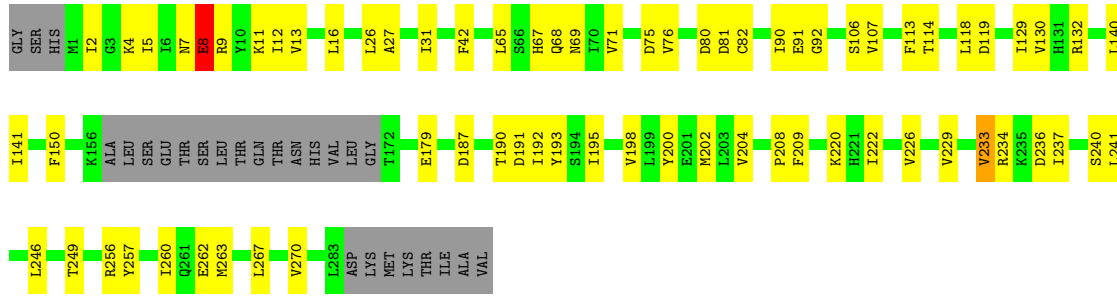 GLY SER HIS M1 I2 G3 K4 I5 I6 N7 E8 R9 Y10 K11 I12 V13 L16 L26 A27 I31 F42 L65 S66 H67 Q68 N69 I70 V71 D75 V76 D80 D81 C82 I90 E91 G92 S106 V107 F113 T114 L118 D119 I129 V130 H131 R132 L140
I141 F150 K156 ALA LEU SER GLU THR SER LEU THR GLN THR ASN HIS VAL LEU GLY T172 E179 D187 T190 D191 I192 Y193 S194 I195 V198 L199 Y200 E201 M202 L203 V204 P208 F209 K220 H221 I222 V226 V229 V233 R234 K235 D236 I237 S240 L241
L246 T249 R256 Y257 I260 Q261 E262 M263 L267 V270 L283 ASP LYS MET LYS THR ILE ALA VAL